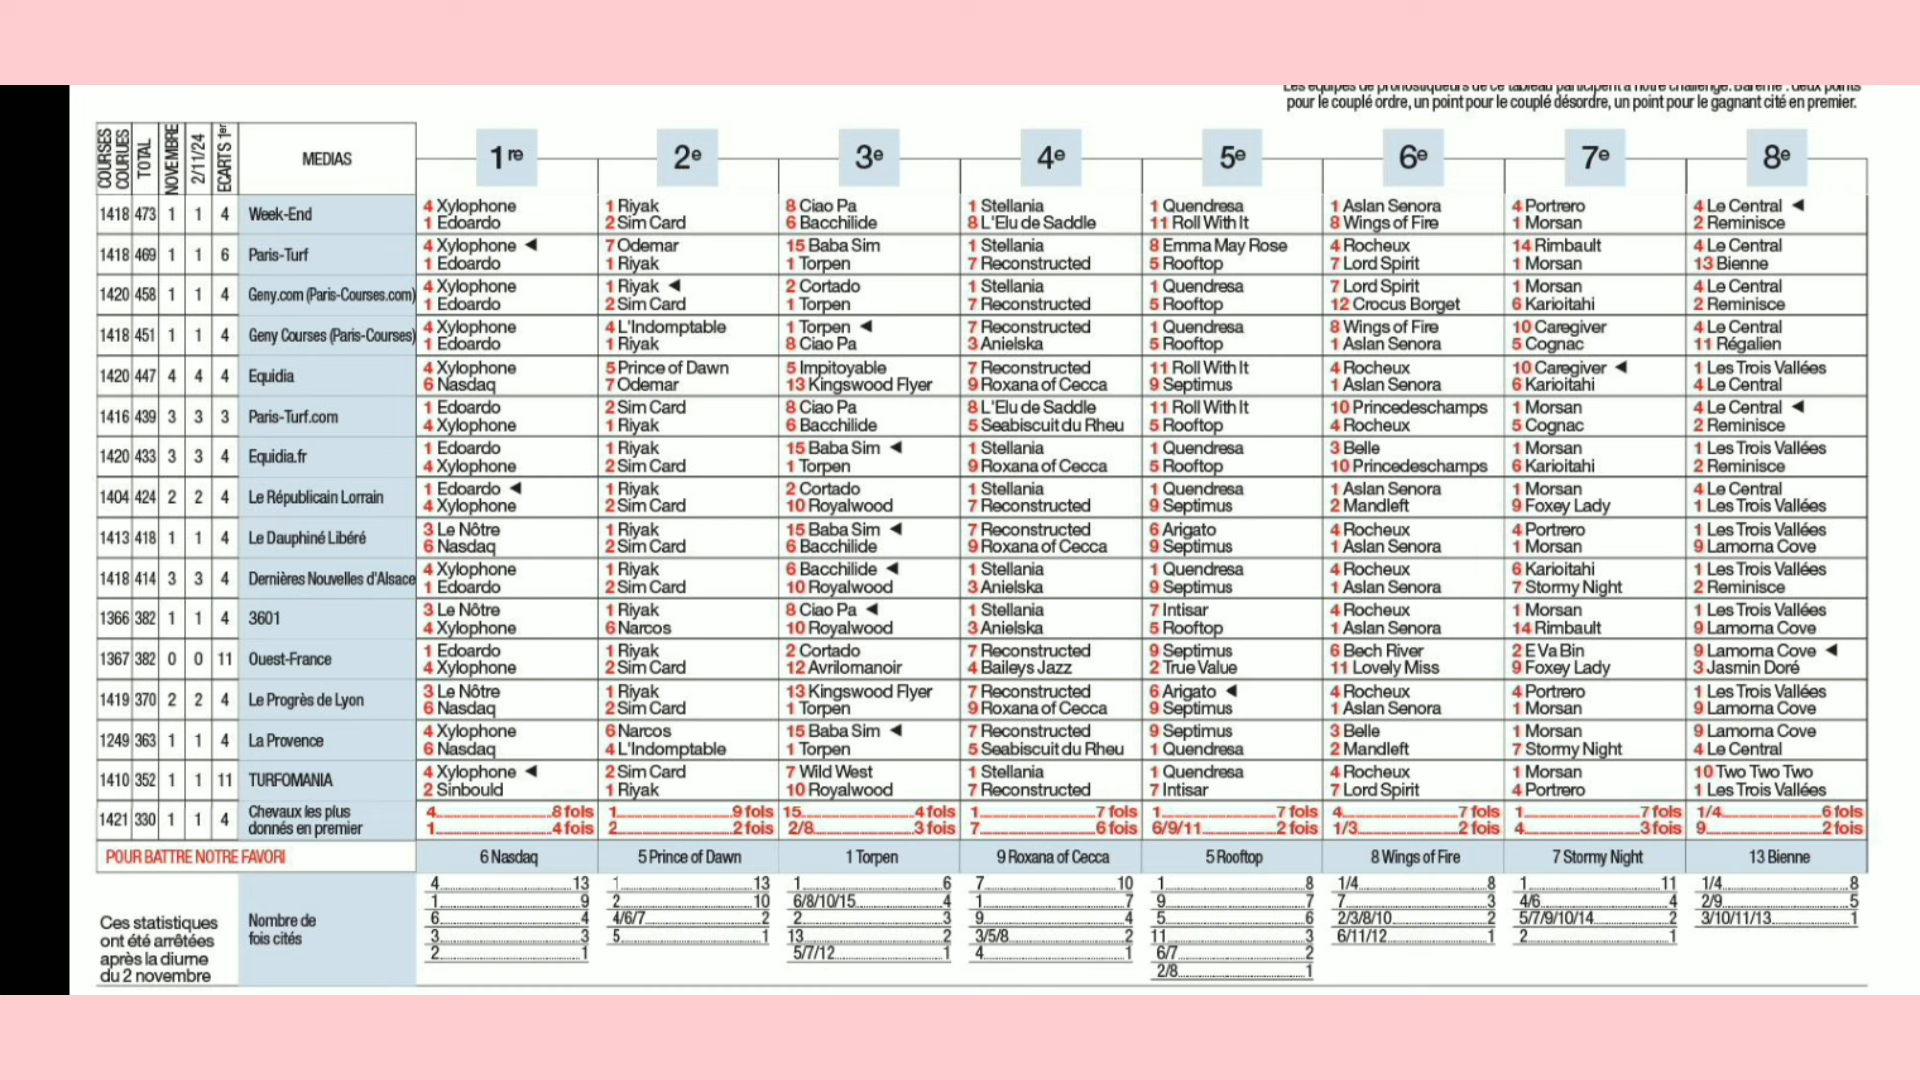 Les équipes de pronostiqueurs de ce tableau participent à notre challenge. Barème : deux points
pour le couplé ordre, un point pour le couplé désordre, un point pour le gagnant cité en premier.
COURSES COURUES TOTAL NOVEMBRE 2/11/24 ECARTS 1er MEDIAS 1re 2e 3e 4e 5e 6e 7e 8e
1418 473 1 1 4 Week-End
4 Xylophone 1 Riyak 8 Ciao Pa 1 Stellania 1 Quendresa 1 Aslan Senora 4 Portrero 4 Le Central ◄
1 Edoardo 2 Sim Card 6 Bacchilide 8 L'Elu de Saddle 11 Roll With It 8 Wings of Fire 1 Morsan 2 Reminisce
1418 469 1 1 6 Paris-Turf
4 Xylophone ◄ 7 Odemar 15 Baba Sim 1 Stellania 8 Emma May Rose 4 Rocheux 14 Rimbault 4 Le Central
1 Edoardo 1 Riyak 1 Torpen 7 Reconstructed 5 Rooftop 7 Lord Spirit 1 Morsan 13 Bienne
1420 458 1 1 4 Geny.com (Paris-Courses.com)
4 Xylophone 1 Riyak ◄ 2 Cortado 1 Stellania 1 Quendresa 7 Lord Spirit 1 Morsan 4 Le Central
1 Edoardo 2 Sim Card 1 Torpen 7 Reconstructed 5 Rooftop 12 Crocus Borget 6 Karioitahi 2 Reminisce
1418 451 1 1 4 Geny Courses (Paris-Courses)
4 Xylophone 4 L'Indomptable 1 Torpen ◄ 7 Reconstructed 1 Quendresa 8 Wings of Fire 10 Caregiver 4 Le Central
1 Edoardo 1 Riyak 8 Ciao Pa 3 Anielska 5 Rooftop 1 Aslan Senora 5 Cognac 11 Régalien
1420 447 4 4 4 Equidia
4 Xylophone 5 Prince of Dawn 5 Impitoyable 7 Reconstructed 11 Roll With It 4 Rocheux 10 Caregiver ◄ 1 Les Trois Vallées
6 Nasdaq 7 Odemar 13 Kingswood Flyer 9 Roxana of Cecca 9 Septimus 1 Aslan Senora 6 Karioitahi 4 Le Central
1416 439 3 3 3 Paris-Turf.com
1 Edoardo 2 Sim Card 8 Ciao Pa 8 L'Elu de Saddle 11 Roll With It 10 Princedeschamps 1 Morsan 4 Le Central ◄
4 Xylophone 1 Riyak 6 Bacchilide 5 Seabiscuit du Rheu 5 Rooftop 4 Rocheux 5 Cognac 2 Reminisce
1420 433 3 3 4 Equidia.fr
1 Edoardo 1 Riyak 15 Baba Sim ◄ 1 Stellania 1 Quendresa 3 Belle 1 Morsan 1 Les Trois Vallées
4 Xylophone 2 Sim Card 1 Torpen 9 Roxana of Cecca 5 Rooftop 10 Princedeschamps 6 Karioitahi 2 Reminisce
1404 424 2 2 4 Le Républicain Lorrain
1 Edoardo ◄ 1 Riyak 2 Cortado 1 Stellania 1 Quendresa 1 Aslan Senora 1 Morsan 4 Le Central
4 Xylophone 2 Sim Card 10 Royalwood 7 Reconstructed 9 Septimus 2 Mandleft 9 Foxey Lady 1 Les Trois Vallées
1413 418 1 1 4 Le Dauphiné Libéré
3 Le Nôtre 1 Riyak 15 Baba Sim ◄ 7 Reconstructed 6 Arigato 4 Rocheux 4 Portrero 1 Les Trois Vallées
6 Nasdaq 2 Sim Card 6 Bacchilide 9 Roxana of Cecca 9 Septimus 1 Aslan Senora 1 Morsan 9 Lamorna Cove
1418 414 3 3 4 Dernières Nouvelles d'Alsace
4 Xylophone 1 Riyak 6 Bacchilide ◄ 1 Stellania 1 Quendresa 4 Rocheux 6 Karioitahi 1 Les Trois Vallées
1 Edoardo 2 Sim Card 10 Royalwood 3 Anielska 9 Septimus 1 Aslan Senora 7 Stormy Night 2 Reminisce
1366 382 1 1 4 3601
3 Le Nôtre 1 Riyak 8 Ciao Pa ◄ 1 Stellania 7 Intisar 4 Rocheux 1 Morsan 1 Les Trois Vallées
4 Xylophone 6 Narcos 10 Royalwood 3 Anielska 5 Rooftop 1 Aslan Senora 14 Rimbault 9 Lamorna Cove
1367 382 0 0 11 Ouest-France
1 Edoardo 1 Riyak 2 Cortado 7 Reconstructed 9 Septimus 6 Bech River 2 E Va Bin 9 Lamorna Cove ◄
4 Xylophone 2 Sim Card 12 Avrilomanoir 4 Baileys Jazz 2 True Value 11 Lovely Miss 9 Foxey Lady 3 Jasmin Doré
1419 370 2 2 4 Le Progrès de Lyon
3 Le Nôtre 1 Riyak 13 Kingswood Flyer 7 Reconstructed 6 Arigato ◄ 4 Rocheux 4 Portrero 1 Les Trois Vallées
6 Nasdaq 2 Sim Card 1 Torpen 9 Roxana of Cecca 9 Septimus 1 Aslan Senora 1 Morsan 9 Lamorna Cove
1249 363 1 1 4 La Provence
4 Xylophone 6 Narcos 15 Baba Sim ◄ 7 Reconstructed 9 Septimus 3 Belle 1 Morsan 9 Lamorna Cove
6 Nasdaq 4 L'Indomptable 1 Torpen 5 Seabiscuit du Rheu 1 Quendresa 2 Mandleft 7 Stormy Night 4 Le Central
1410 352 1 1 11 TURFOMANIA
4 Xylophone ◄ 2 Sim Card 7 Wild West 1 Stellania 1 Quendresa 4 Rocheux 1 Morsan 10 Two Two Two
2 Sinbould 1 Riyak 10 Royalwood 7 Reconstructed 7 Intisar 7 Lord Spirit 4 Portrero 1 Les Trois Vallées
1421 330 1 1 4 Chevaux les plus donnés en premier
4 8 fois 1 9 fois 15 4 fois 1 7 fois 1 7 fois 4 7 fois 1 7 fois 1/4 6 fois
1 4 fois 2 2 fois 2/8 3 fois 7 6 fois 6/9/11 2 fois 1/3 2 fois 4 3 fois 9 2 fois
POUR BATTRE NOTRE FAVORI 6 Nasdaq 5 Prince of Dawn 1 Torpen 9 Roxana of Cecca 5 Rooftop 8 Wings of Fire 7 Stormy Night 13 Bienne
Ces statistiques
ont été arrêtées
après la diurne
du 2 novembre
Nombre de
fois cités
4 13 1 13 1 6 7 10 1 8 1/4 8 1 11 1/4 8
1 9 2 10 6/8/10/15 4 1 7 9 7 7 3 4/6 4 2/9 5
6 4 4/6/7 2 2 3 9 4 5 6 2/3/8/10 2 5/7/9/10/14 2 3/10/11/13 1
3 3 5 1 13 2 3/5/8 2 11 3 6/11/12 1 2 1
2 1 5/7/12 1 4 1 6/7 2
2/8 1